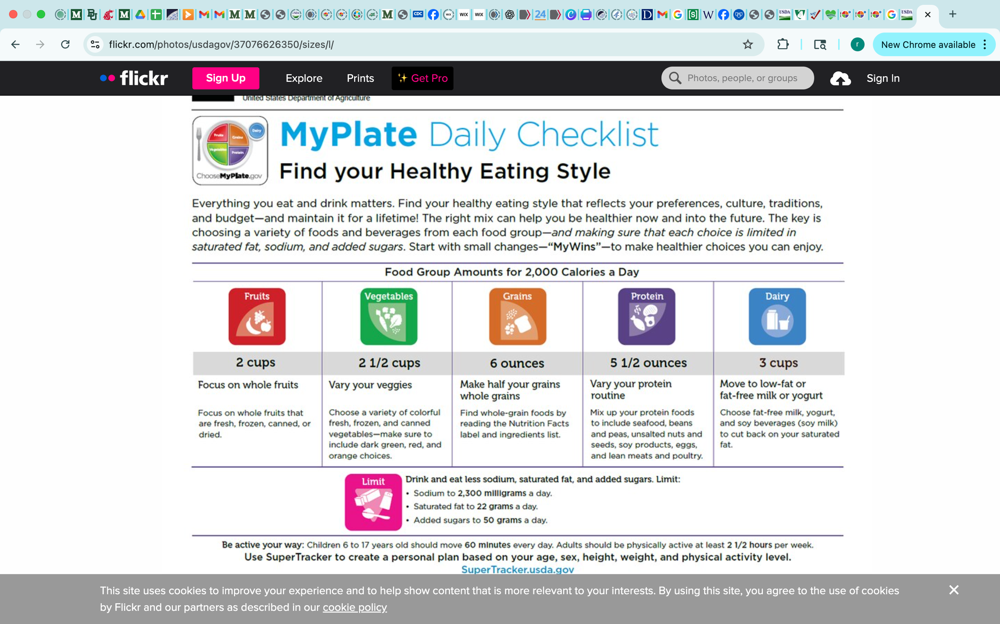 flickr.com/photos/usdagov/37076626350/sizes/l/
r
New Chrome available
flickr
Sign Up
Explore
Prints
✨ Get Pro
Photos, people, or groups
Sign In
United States Department of Agriculture
Fruits
Grains
Dairy
Vegetables
Protein
ChooseMyPlate.gov
MyPlate Daily Checklist
Find your Healthy Eating Style
Everything you eat and drink matters. Find your healthy eating style that reflects your preferences, culture, traditions,
and budget—and maintain it for a lifetime! The right mix can help you be healthier now and into the future. The key is
choosing a variety of foods and beverages from each food group—and making sure that each choice is limited in
saturated fat, sodium, and added sugars. Start with small changes—“MyWins”—to make healthier choices you can enjoy.
Food Group Amounts for 2,000 Calories a Day
Fruits
2 cups
Focus on whole fruits
Focus on whole fruits that
are fresh, frozen, canned, or
dried.
Vegetables
2 1/2 cups
Vary your veggies
Choose a variety of colorful
fresh, frozen, and canned
vegetables—make sure to
include dark green, red, and
orange choices.
Grains
6 ounces
Make half your grains
whole grains
Find whole-grain foods by
reading the Nutrition Facts
label and ingredients list.
Protein
5 1/2 ounces
Vary your protein
routine
Mix up your protein foods
to include seafood, beans
and peas, unsalted nuts and
seeds, soy products, eggs,
and lean meats and poultry.
Dairy
3 cups
Move to low-fat or
fat-free milk or yogurt
Choose fat-free milk, yogurt,
and soy beverages (soy milk)
to cut back on your saturated
fat.
Limit
Drink and eat less sodium, saturated fat, and added sugars. Limit:
• Sodium to 2,300 milligrams a day.
• Saturated fat to 22 grams a day.
• Added sugars to 50 grams a day.
Be active your way: Children 6 to 17 years old should move 60 minutes every day. Adults should be physically active at least 2 1/2 hours per week.
Use SuperTracker to create a personal plan based on your age, sex, height, weight, and physical activity level.
SuperTracker.usda.gov
This site uses cookies to improve your experience and to help show content that is more relevant to your interests. By using this site, you agree to the use of cookies
by Flickr and our partners as described in our cookie policy